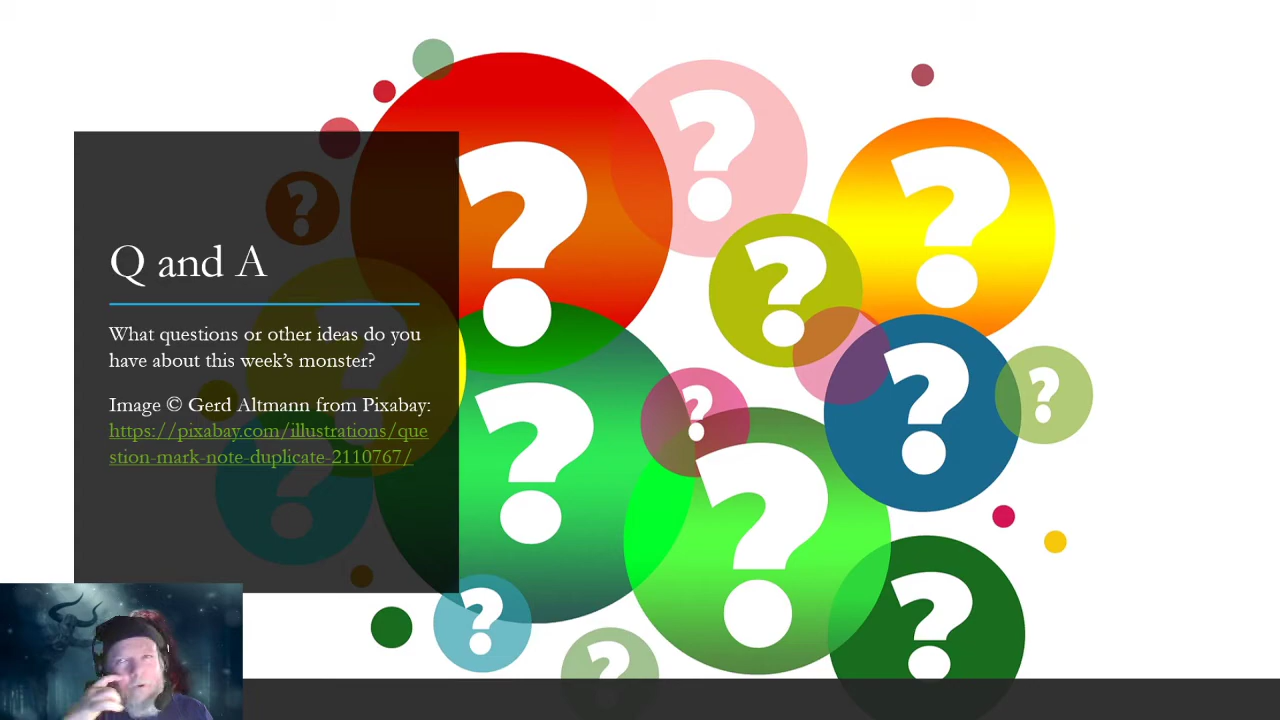 Q and A
What questions or other ideas do you
have about this week’s monster?
Image © Gerd Altmann from Pixabay:
https://pixabay.com/illustrations/que
stion-mark-note-duplicate-2110767/
?
?
?
?
?
?
?
?
?
?
?
?
?
?